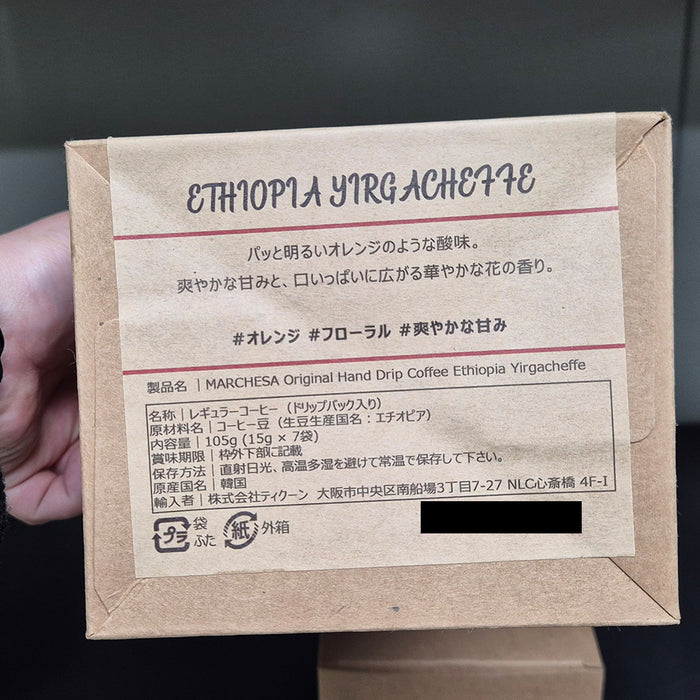 ETHIOPIA YIRGACHEFFE
パッと明るいオレンジのような酸味。
爽やかな甘みと、口いっぱいに広がる華やかな花の香り。
#オレンジ #フローラル #爽やかな甘み
製品名 | MARCHESA Original Hand Drip Coffee Ethiopia Yirgacheffe
名称 | レギュラーコーヒー（ドリップパック入り）
原材料名 | コーヒー豆（生豆生産国名：エチオピア）
内容量 | 105g (15g × 7袋)
賞味期限 | 枠外下部に記載
保存方法 | 直射日光、高温多湿を避けて常温で保存して下さい。
原産国名 | 韓国
輸入者 | 株式会社ティクーン 大阪市中央区南船場3丁目7-27 NLC心斎橋 4F-I
プラ 袋 ふた 紙 外箱